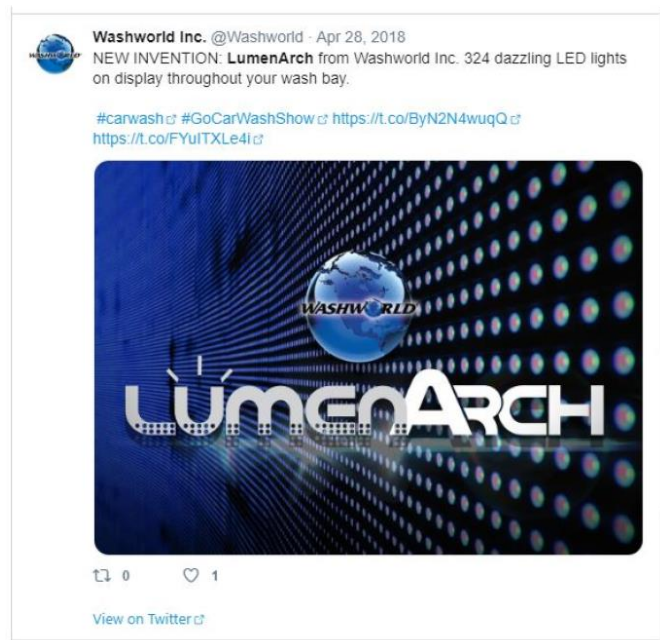 Washworld Inc. @Washworld · Apr 28, 2018
NEW INVENTION: LumenArch from Washworld Inc. 324 dazzling LED lights
on display throughout your wash bay.
#carwash #GoCarWashShow https://t.co/ByN2N4wuqQ
https://t.co/FYuITXLe4i
WASHWORLD
LUMENARCH
0 1
View on Twitter